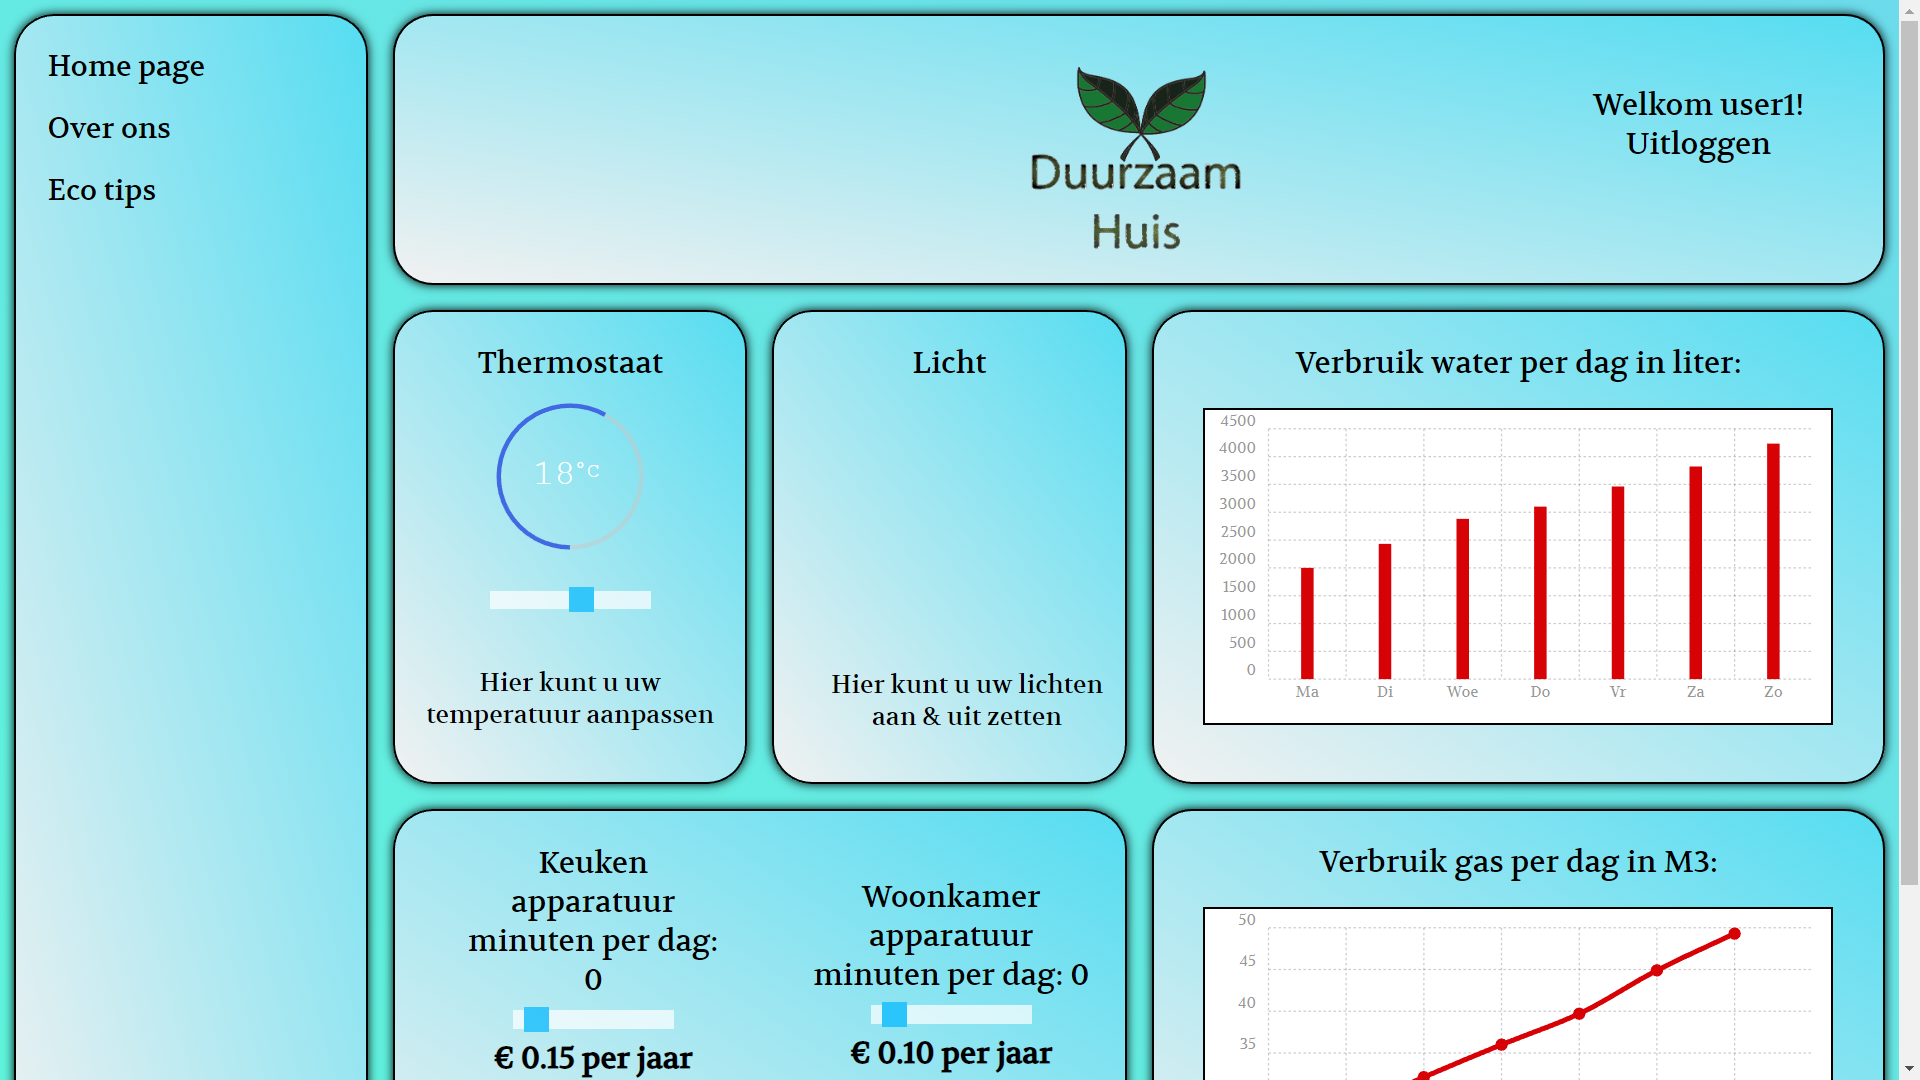 Home page
Over ons
Eco tips
Duurzaam
Huis
Welkom user1!
Uitloggen
Thermostaat
18°C
Hier kunt u uw
temperatuur aanpassen
Licht
Hier kunt u uw lichten
aan & uit zetten
Verbruik water per dag in liter:
4500
4000
3500
3000
2500
2000
1500
1000
500
0
Ma Di Woe Do Vr Za Zo
Keuken
apparatuur
minuten per dag:
0
€ 0.15 per jaar
Woonkamer
apparatuur
minuten per dag: 0
€ 0.10 per jaar
Verbruik gas per dag in M3:
50
45
40
35